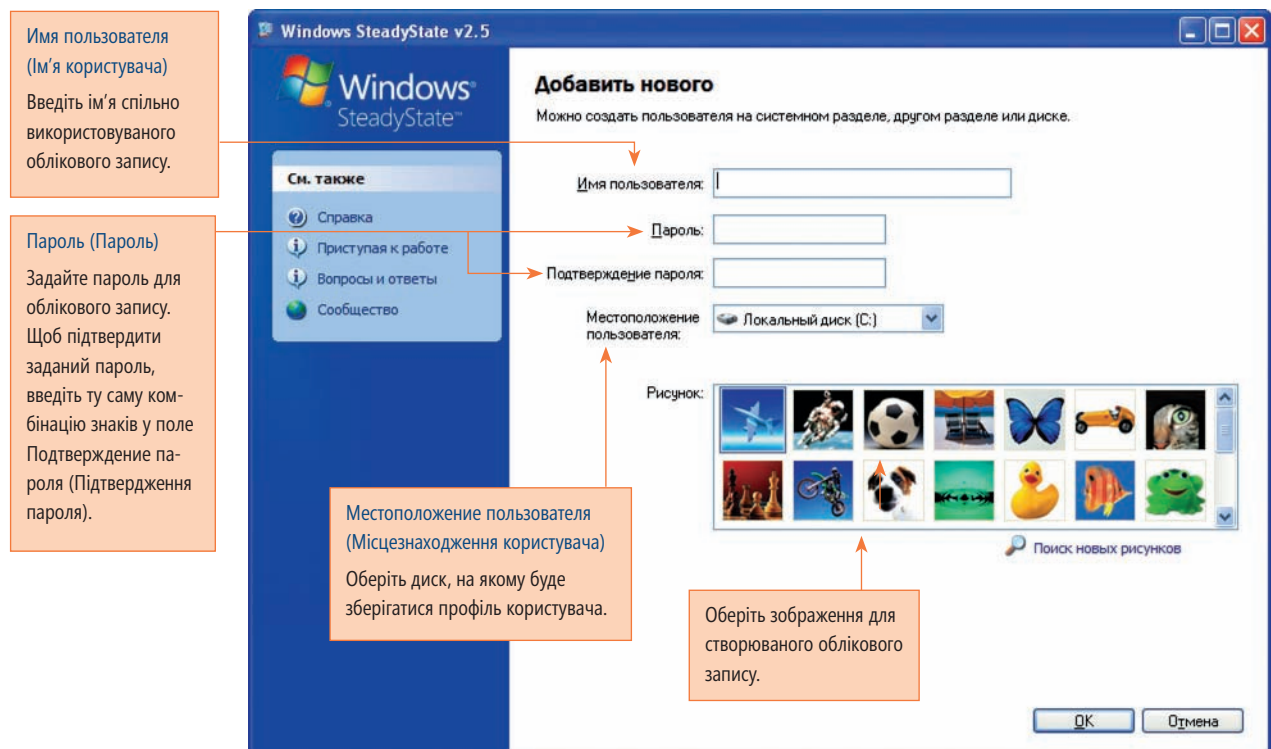 Имя пользователя
(Ім'я користувача)
Введіть ім'я спільно
використовуваного
облікового запису.
Пароль (Пароль)
Задайте пароль для
облікового запису.
Щоб підтвердити
заданий пароль,
введіть ту саму ком-
бінацію знаків у поле
Подтверждение па-
роля (Підтвердження
пароля).
Windows SteadyState v2.5
Windows
SteadyState™
См. также
Справка
Приступая к работе
Вопросы и ответы
Сообщество
Добавить нового
Можно создать пользователя на системном разделе, другом разделе или диске.
Имя пользователя:
Пароль:
Подтверждение пароля:
Местоположение
пользователя:
Локальный диск (C:)
Рисунок:
Поиск новых рисунков
Местоположение пользователя
(Місцезнаходження користувача)
Оберіть диск, на якому буде
зберігатися профіль користувача.
Оберіть зображення для
створюваного облікового
запису.
OK
Отмена